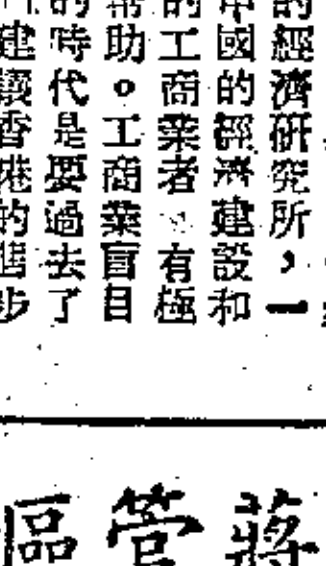 的經濟研究所，一
中國的經濟建設和
的工商業者，有極
幫助。工商業盲目
的時代是要過去了
建議香港的進步
蔣管區